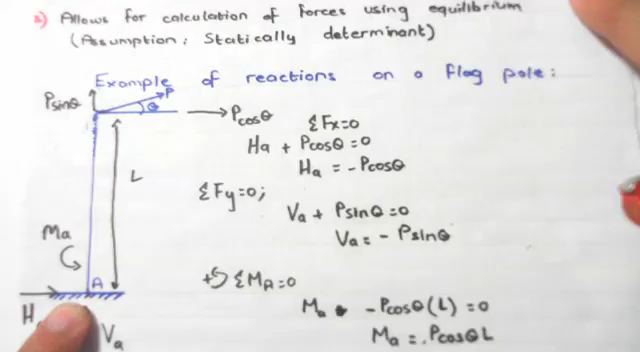 2) Allows for calculation of forces using equilibrium
(Assumption: Statically determinant)
Example of reactions on a flag pole:
Psinθ
P
θ
Pcosθ
ΣFx=0
Ha + Pcosθ=0
Ha = -Pcosθ
L
ΣFy=0;
Va + Psinθ=0
Va = - Psinθ
Ma
ΣMA=0
A
Ma -Pcosθ(L)=0
Ma = PcosθL
H
Va